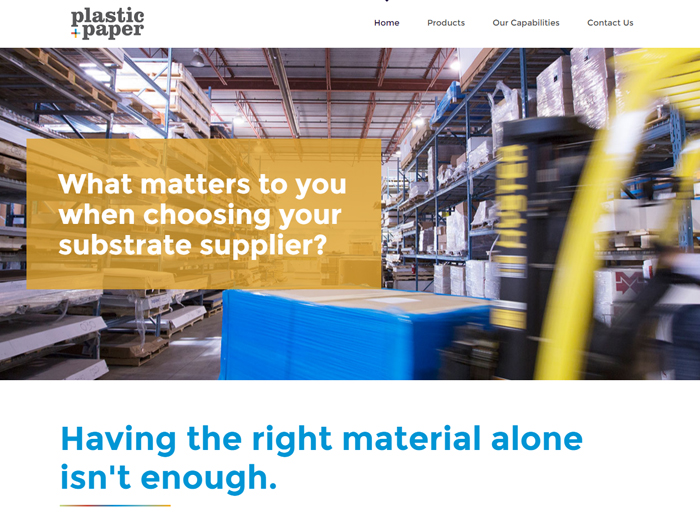 plastic
+paper
Home Products Our Capabilities Contact Us
What matters to you
when choosing your
substrate supplier?
HYSTER
Having the right material alone
isn't enough.